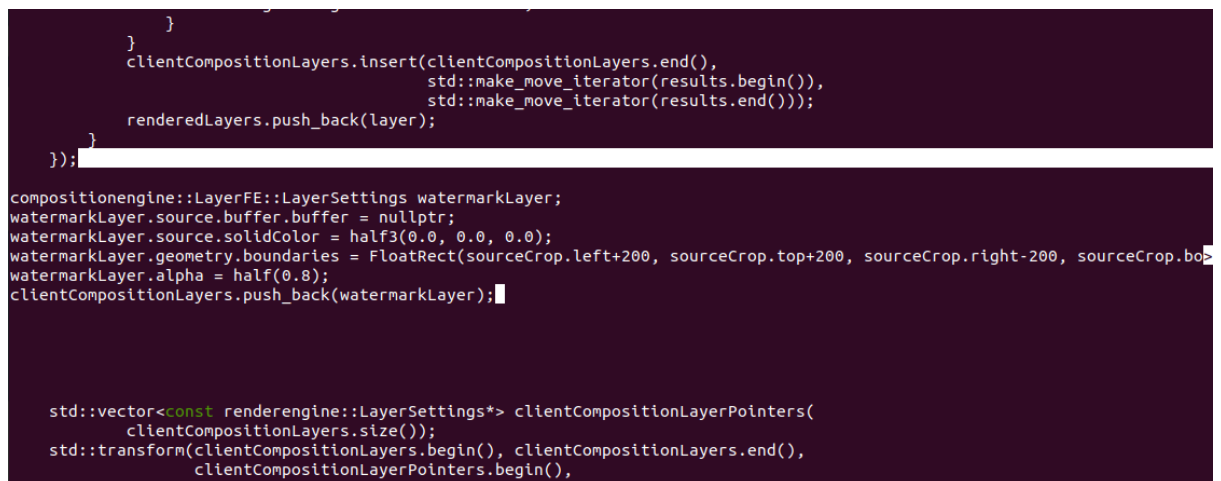 }
}
clientCompositionLayers.insert(clientCompositionLayers.end(),
std::make_move_iterator(results.begin()),
std::make_move_iterator(results.end()));
renderedLayers.push_back(layer);
}
});
compositionengine::LayerFE::LayerSettings watermarkLayer;
watermarkLayer.source.buffer.buffer = nullptr;
watermarkLayer.source.solidColor = half3(0.0, 0.0, 0.0);
watermarkLayer.geometry.boundaries = FloatRect(sourceCrop.left+200, sourceCrop.top+200, sourceCrop.right-200, sourceCrop.bo>
watermarkLayer.alpha = half(0.8);
clientCompositionLayers.push_back(watermarkLayer);
std::vector<const renderengine::LayerSettings*> clientCompositionLayerPointers(
clientCompositionLayers.size());
std::transform(clientCompositionLayers.begin(), clientCompositionLayers.end(),
clientCompositionLayerPointers.begin(),